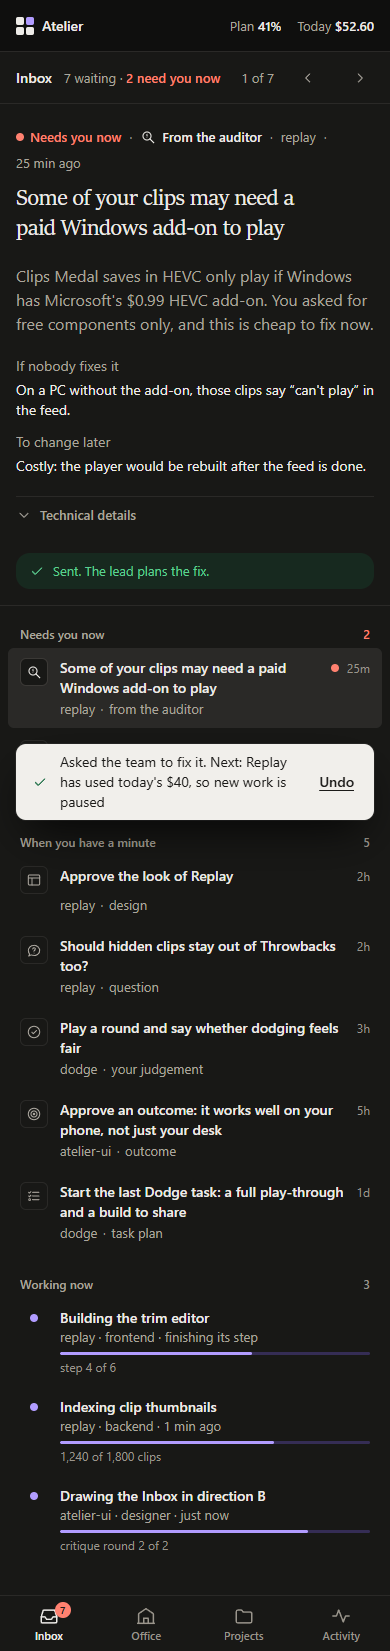 Atelier
Plan 41% Today $52.60
Inbox 7 waiting · 2 need you now 1 of 7
Needs you now · From the auditor · replay ·
25 min ago
Some of your clips may need a
paid Windows add-on to play
Clips Medal saves in HEVC only play if Windows
has Microsoft's $0.99 HEVC add-on. You asked for
free components only, and this is cheap to fix now.
If nobody fixes it
On a PC without the add-on, those clips say “can't play” in
the feed.
To change later
Costly: the player would be rebuilt after the feed is done.
Technical details
Sent. The lead plans the fix.
Needs you now 2
Some of your clips may need a paid 25m
Windows add-on to play
replay · from the auditor
Asked the team to fix it. Next: Replay
has used today's $40, so new work is
paused
Undo
When you have a minute 5
Approve the look of Replay 2h
replay · design
Should hidden clips stay out of Throwbacks 2h
too?
replay · question
Play a round and say whether dodging feels 3h
fair
dodge · your judgement
Approve an outcome: it works well on your 5h
phone, not just your desk
atelier-ui · outcome
Start the last Dodge task: a full play-through 1d
and a build to share
dodge · task plan
Working now 3
Building the trim editor
replay · frontend · finishing its step
step 4 of 6
Indexing clip thumbnails
replay · backend · 1 min ago
1,240 of 1,800 clips
Drawing the Inbox in direction B
atelier-ui · designer · just now
critique round 2 of 2
7
Inbox Office Projects Activity